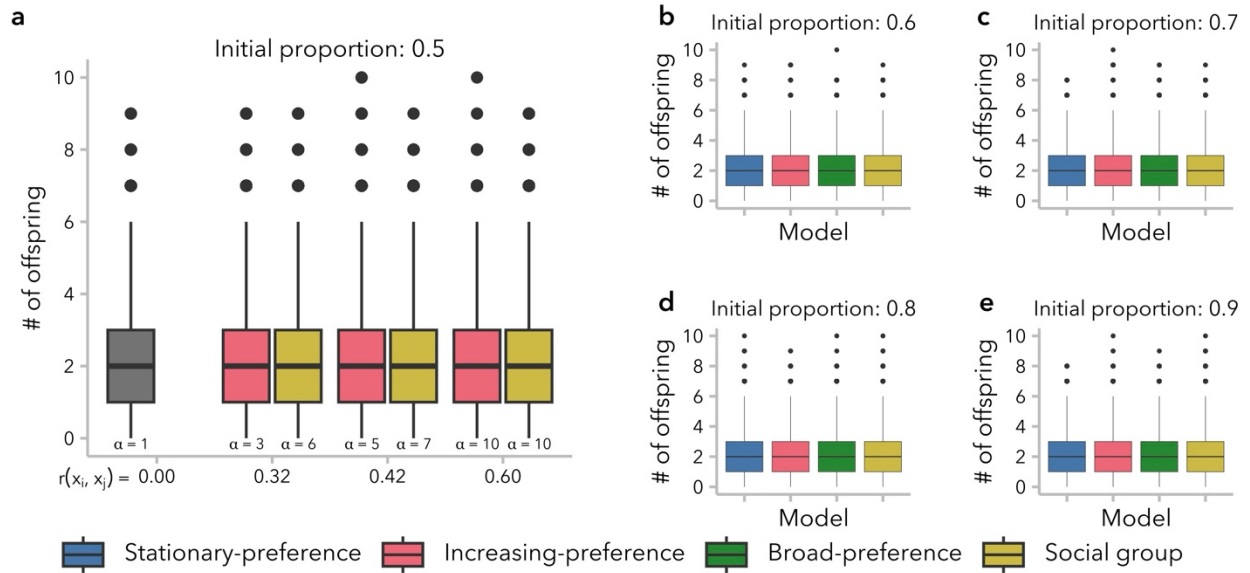 a
Initial proportion: 0.5
# of offspring
10
8
6
4
2
0
α = 1
α = 3
α = 6
α = 5
α = 7
α = 10
α = 10
r(xi, xj) = 0.00
0.32
0.42
0.60
b
Initial proportion: 0.6
# of offspring
10
8
6
4
2
0
Model
c
Initial proportion: 0.7
# of offspring
10
8
6
4
2
0
Model
d
Initial proportion: 0.8
# of offspring
10
8
6
4
2
0
Model
e
Initial proportion: 0.9
# of offspring
10
8
6
4
2
0
Model
Stationary-preference
Increasing-preference
Broad-preference
Social group